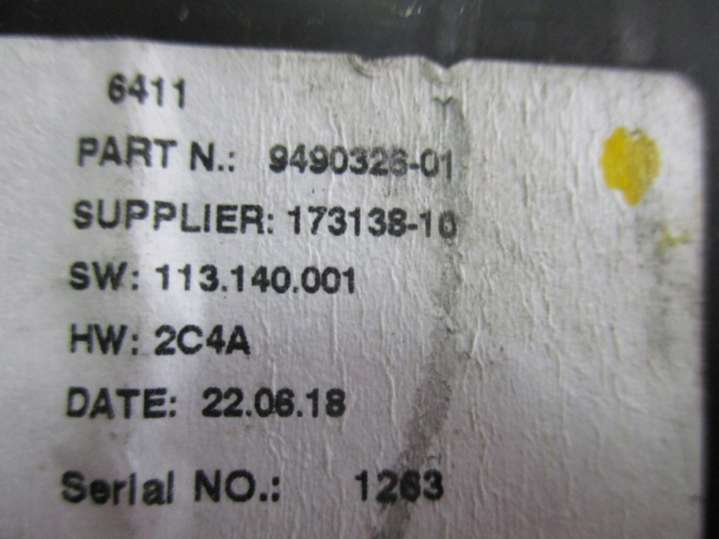 6411
PART N.: 9490326-01
SUPPLIER: 173138-10
SW: 113.140.001
HW: 2C4A
DATE: 22.06.18
Serial NO.: 1263